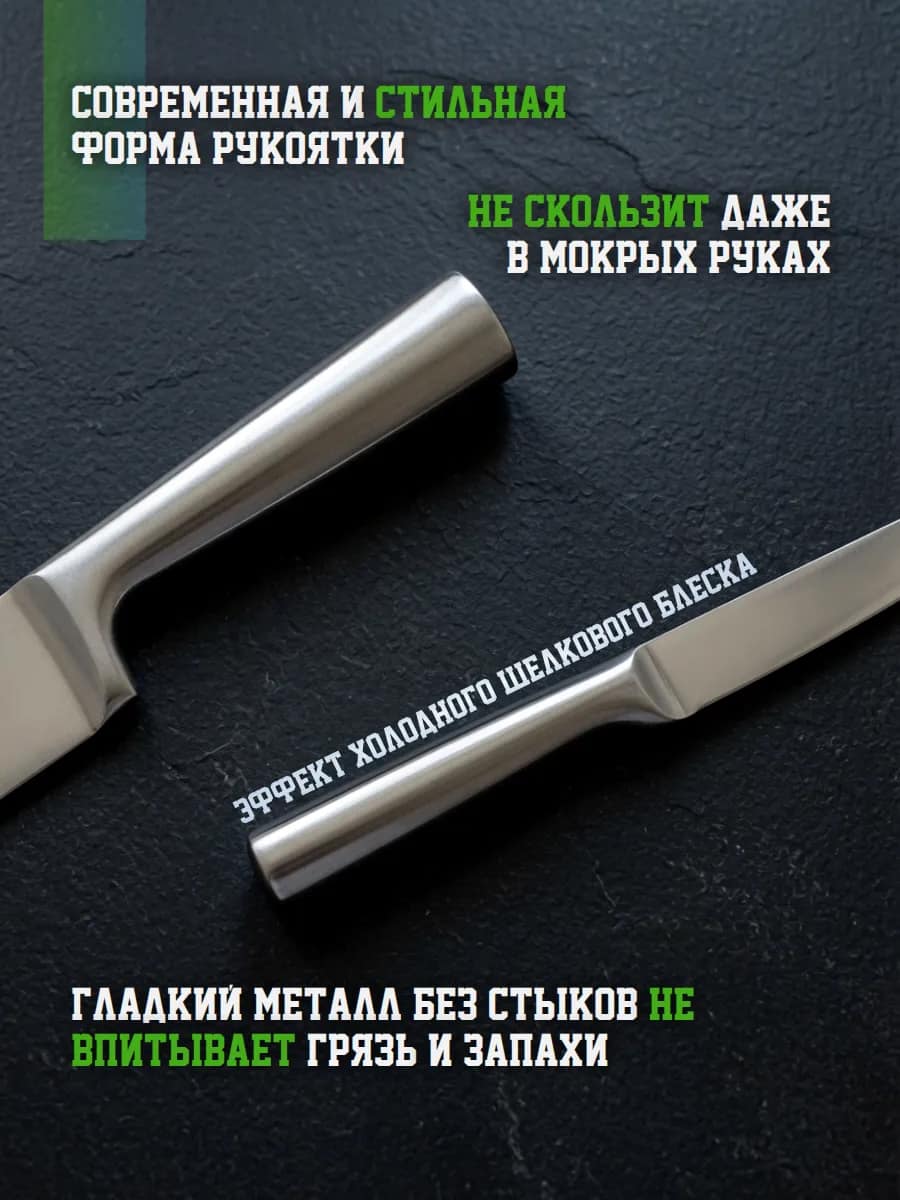 СОВРЕМЕННАЯ И СТИЛЬНАЯ
ФОРМА РУКОЯТКИ
НЕ СКОЛЬЗИТ ДАЖЕ
В МОКРЫХ РУКАХ
ЭФФЕКТ ХОЛОДНОГО ШЕЛКОВОГО БЛЕСКА
ГЛАДКИЙ МЕТАЛЛ БЕЗ СТЫКОВ НЕ
ВПИТЫВАЕТ ГРЯЗЬ И ЗАПАХИ